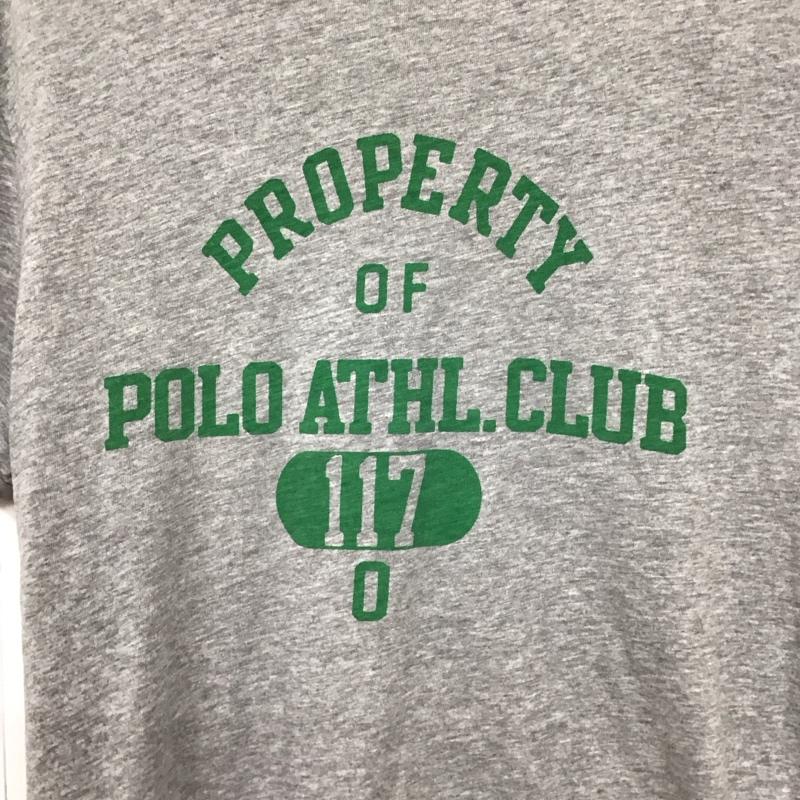 PROPERTY
OF
POLO ATHL. CLUB
117
O